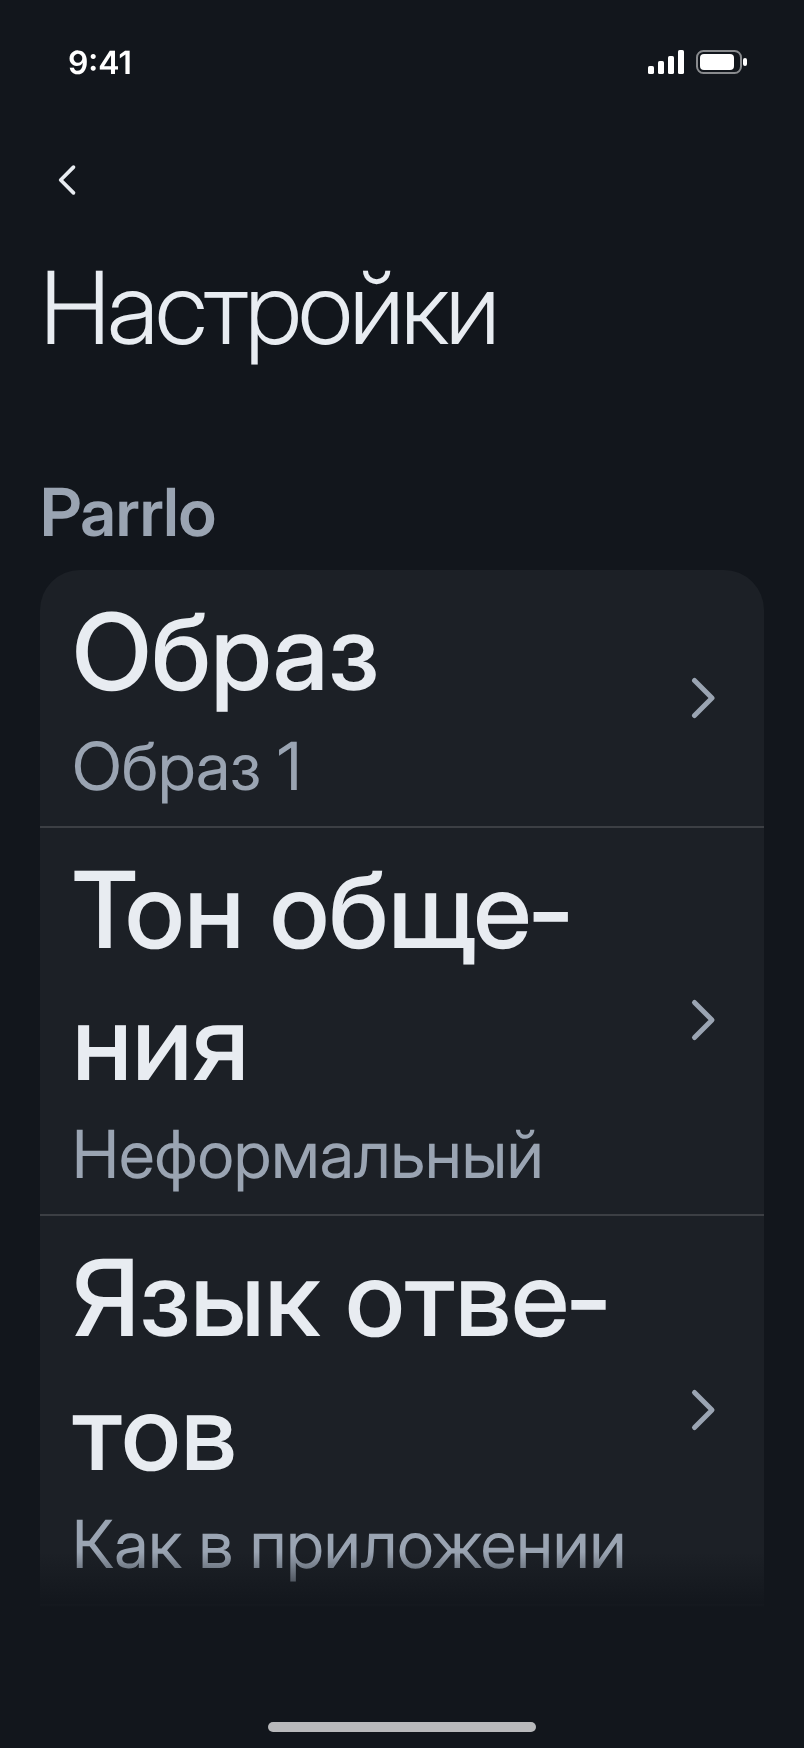 9:41
Настройки
Parrlo
Образ
Образ 1
Тон обще-
ния
Неформальный
Язык отве-
тов
Как в приложении